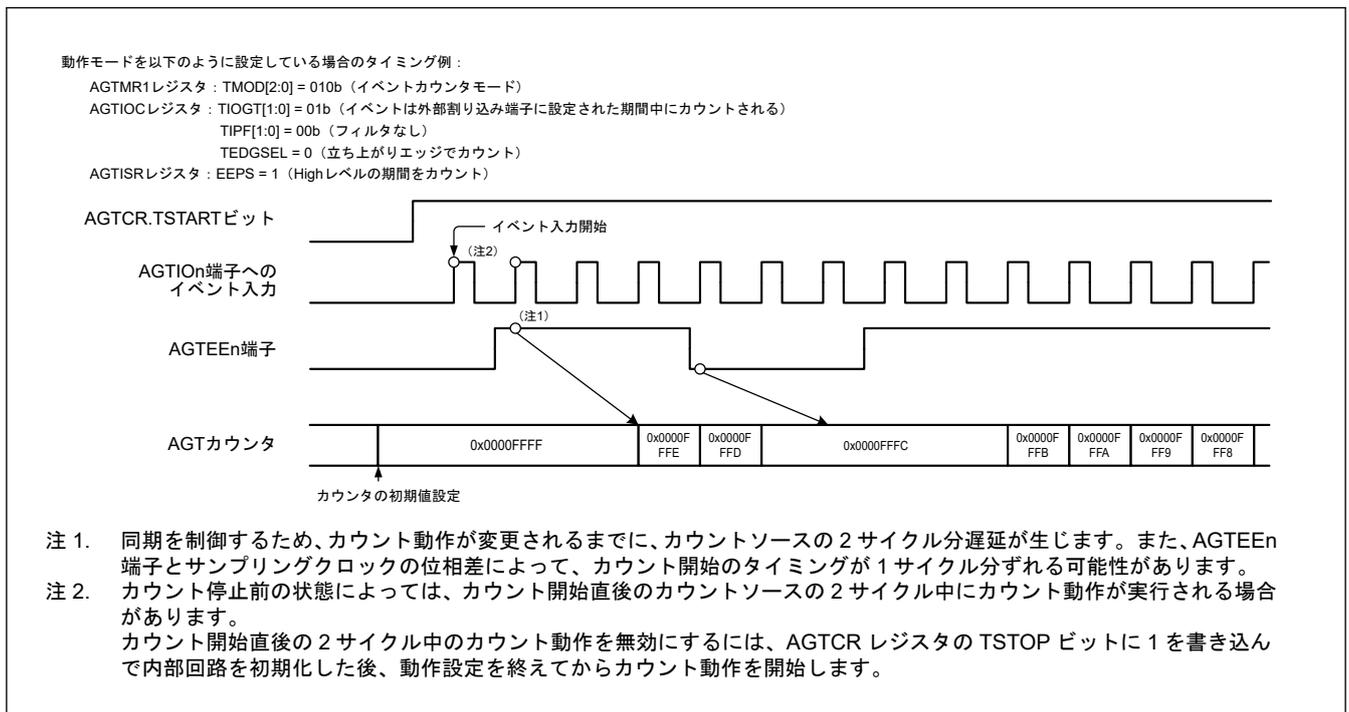 動作モードを以下のように設定している場合のタイミング例：
AGTMR1レジスタ：TMOD[2:0] = 010b（イベントカウンタモード）
AGTIOCレジスタ：TIOGT[1:0] = 01b（イベントは外部割り込み端子に設定された期間中にカウントされる）
TIPF[1:0] = 00b（フィルタなし）
TEDGSEL = 0（立ち上がりエッジでカウント）
AGTISRレジスタ：EEPS = 1（Highレベルの期間をカウント）
AGTCR.TSTARTビット
イベント入力開始
（注2）
AGTIOn端子への
イベント入力
（注1）
AGTEEn端子
AGTカウンタ
0x0000FFFF
0x0000F
FFE
0x0000F
FFD
0x0000FFFC
0x0000F
FFB
0x0000F
FFA
0x0000F
FF9
0x0000F
FF8
カウンタの初期値設定
注 1. 同期を制御するため、カウント動作が変更されるまでに、カウントソースの 2 サイクル分遅延が生じます。また、AGTEEn
端子とサンプリングクロックの位相差によって、カウント開始のタイミングが 1 サイクル分ずれる可能性があります。
注 2. カウント停止前の状態によっては、カウント開始直後のカウントソースの 2 サイクル中にカウント動作が実行される場合
があります。
カウント開始直後の 2 サイクル中のカウント動作を無効にするには、AGTCR レジスタの TSTOP ビットに 1 を書き込ん
で内部回路を初期化した後、動作設定を終えてからカウント動作を開始します。